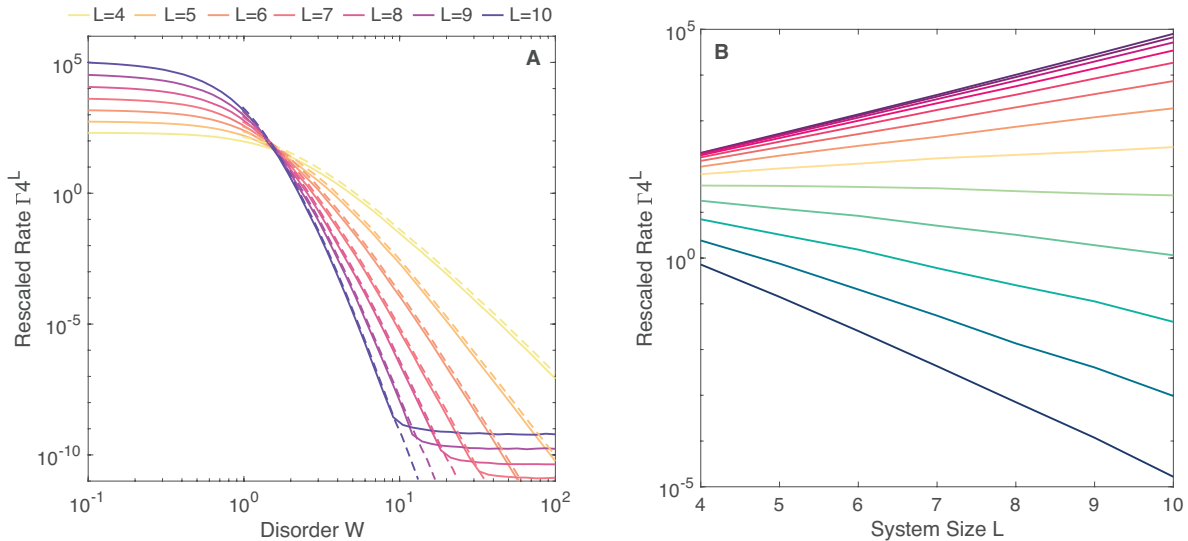 L=4 L=5 L=6 L=7 L=8 L=9 L=10
A
Rescaled Rate Γ4^L
10^5
10^0
10^-5
10^-10
10^-1 10^0 10^1 10^2
Disorder W
B
Rescaled Rate Γ4^L
10^5
10^0
10^-5
4 5 6 7 8 9 10
System Size L